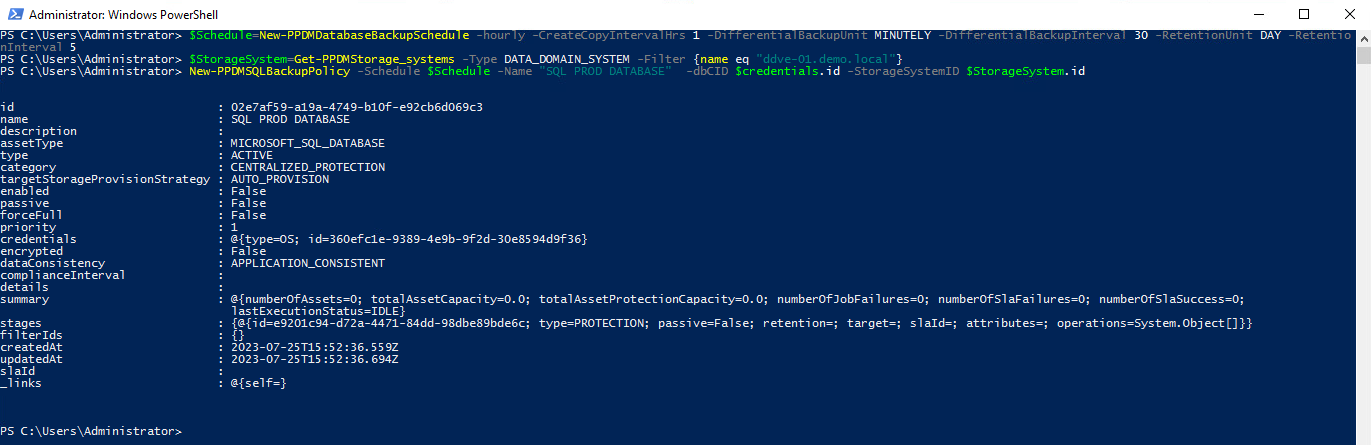 Administrator: Windows PowerShell
PS C:\Users\Administrator> $Schedule=New-PPDMDatabaseBackupSchedule -hourly -CreateCopyIntervalHrs 1 -DifferentialBackupUnit MINUTELY -DifferentialBackupInterval 30 -RetentionUnit DAY -Retentio
nInterval 5
PS C:\Users\Administrator> $StorageSystem=Get-PPDMStorage_systems -Type DATA_DOMAIN_SYSTEM -Filter {name eq "ddve-01.demo.local"}
PS C:\Users\Administrator> New-PPDMSQLBackupPolicy -Schedule $Schedule -Name "SQL PROD DATABASE"  -dbCID $credentials.id -StorageSystemID $StorageSystem.id
id                               : 02e7af59-a19a-4749-b10f-e92cb6d069c3
name                             : SQL PROD DATABASE
description                      :
assetType                        : MICROSOFT_SQL_DATABASE
type                             : ACTIVE
category                         : CENTRALIZED_PROTECTION
targetStorageProvisionStrategy : AUTO_PROVISION
enabled                          : False
passive                          : False
forceFull                        : False
priority                         : 1
credentials                      : @{type=OS; id=360efc1e-9389-4e9b-9f2d-30e8594d9f36}
encrypted                        : False
dataConsistency                  : APPLICATION_CONSISTENT
complianceInterval               :
details                          :
summary                          : @{numberOfAssets=0; totalAssetCapacity=0.0; totalAssetProtectionCapacity=0.0; numberOfJobFailures=0; numberOfSlaFailures=0; numberOfSlaSuccess=0;
lastExecutionStatus=IDLE}
stages                           : {@{id=e9201c94-d72a-4471-84dd-98dbe89bde6c; type=PROTECTION; passive=False; retention=; target=; slaId=; attributes=; operations=System.Object[]}}
filterIds                        : {}
createdAt                        : 2023-07-25T15:52:36.559Z
updatedAt                        : 2023-07-25T15:52:36.694Z
slaId                            :
_links                           : @{self=}
PS C:\Users\Administrator>